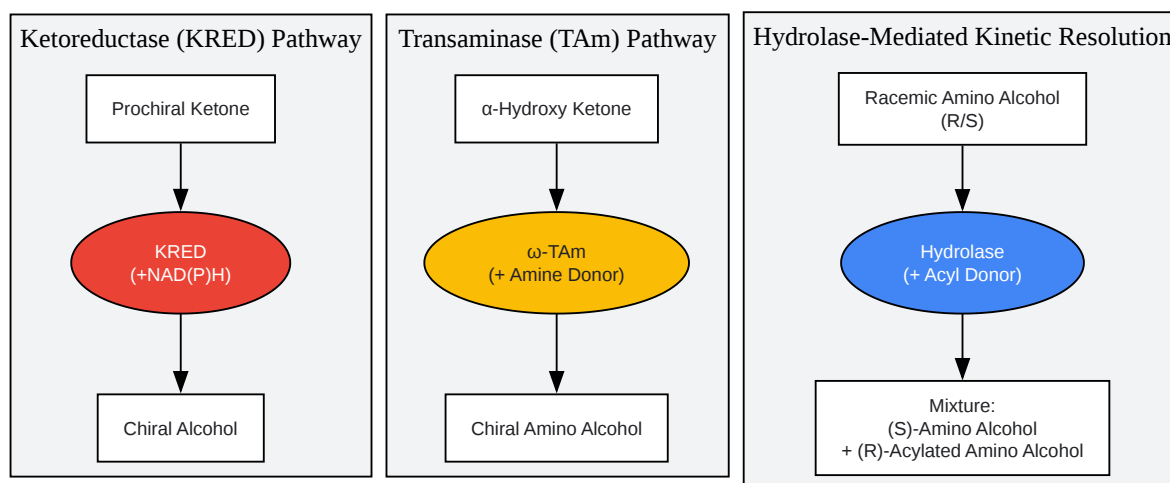 Ketoreductase (KRED) Pathway
Prochiral Ketone
KRED
(+NAD(P)H)
Chiral Alcohol
Transaminase (TAm) Pathway
α-Hydroxy Ketone
ω-TAm
(+ Amine Donor)
Chiral Amino Alcohol
Hydrolase-Mediated Kinetic Resolution
Racemic Amino Alcohol
(R/S)
Hydrolase
(+ Acyl Donor)
Mixture:
(S)-Amino Alcohol
+ (R)-Acylated Amino Alcohol